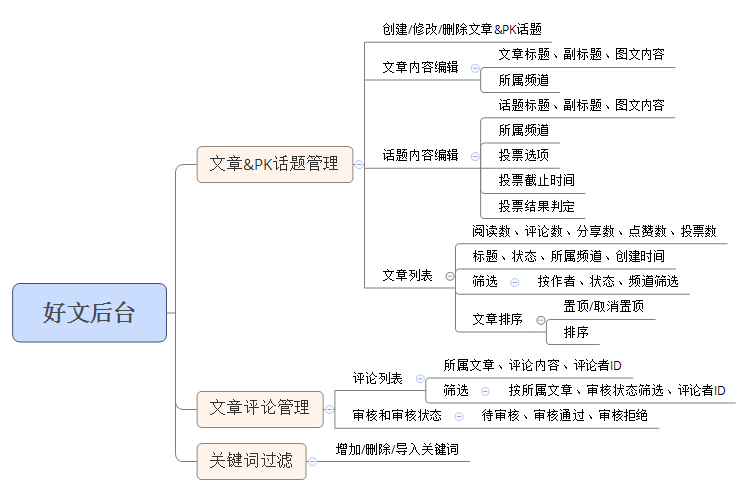 创建/修改/删除文章&PK话题
文章标题、副标题、图文内容
文章内容编辑
所属频道
话题标题、副标题、图文内容
所属频道
话题内容编辑
投票选项
文章&PK话题管理
投票截止时间
投票结果判定
阅读数、评论数、分享数、点赞数、投票数
标题、状态、所属频道、创建时间
文章列表
筛选
按作者、状态、频道筛选
置顶/取消置顶
文章排序
排序
好文后台
所属文章、评论内容、评论者ID
评论列表
筛选
按所属文章、审核状态筛选、评论者ID
文章评论管理
审核和审核状态
待审核、审核通过、审核拒绝
关键词过滤
增加/删除/导入关键词